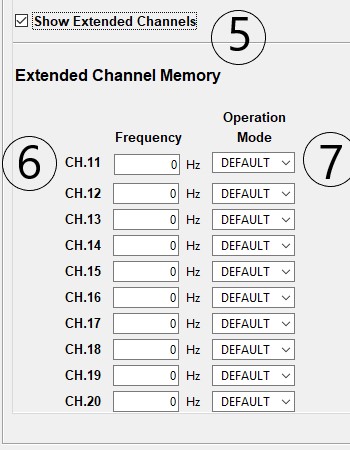 Show Extended Channels
5
Extended Channel Memory
Operation
Frequency Mode
6 CH.11 0 Hz DEFAULT 7
CH.12 0 Hz DEFAULT
CH.13 0 Hz DEFAULT
CH.14 0 Hz DEFAULT
CH.15 0 Hz DEFAULT
CH.16 0 Hz DEFAULT
CH.17 0 Hz DEFAULT
CH.18 0 Hz DEFAULT
CH.19 0 Hz DEFAULT
CH.20 0 Hz DEFAULT